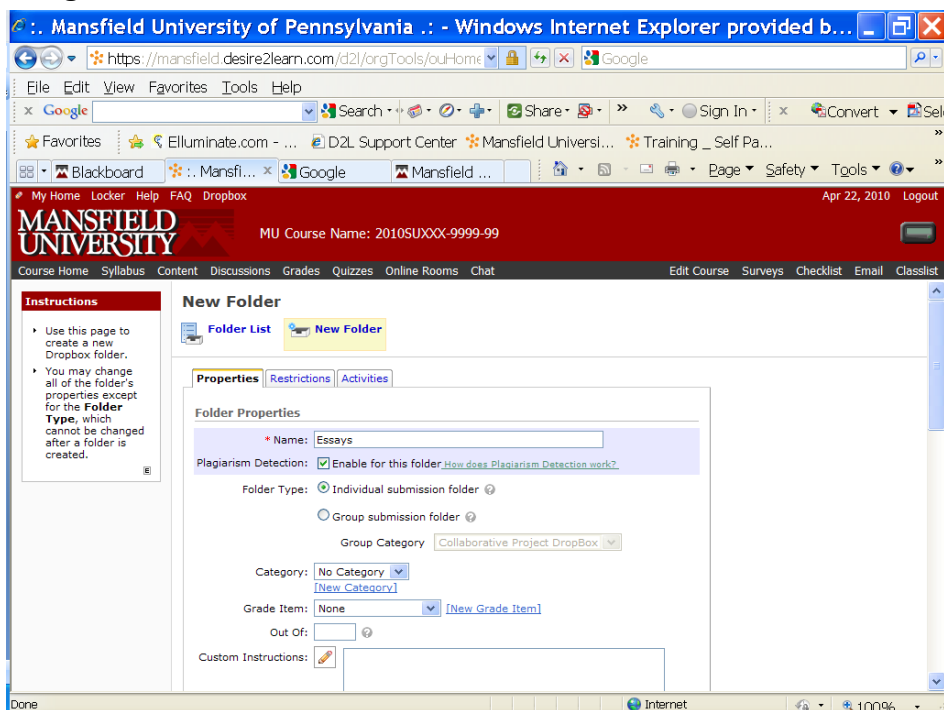 :. Mansfield University of Pennsylvania .: - Windows Internet Explorer provided b...
https://mansfield.desire2learn.com/d2l/orgTools/ouHome Google
File Edit View Favorites Tools Help
x Google Search Share » Sign In x Convert Sel
Favorites Elluminate.com - ... D2L Support Center Mansfield Universi... Training _ Self Pa... »
Blackboard :. Mansfi... x Google Mansfield ... Page Safety Tools »
My Home Locker Help FAQ Dropbox Apr 22, 2010 Logout
MANSFIELD
UNIVERSITY
MU Course Name: 2010SUXXX-9999-99
Course Home Syllabus Content Discussions Grades Quizzes Online Rooms Chat Edit Course Surveys Checklist Email Classlist
Instructions
Use this page to
create a new
Dropbox folder.
You may change
all of the folder's
properties except
for the Folder
Type, which
cannot be changed
after a folder is
created.
New Folder
Folder List New Folder
Properties Restrictions Activities
Folder Properties
* Name: Essays
Plagiarism Detection: Enable for this folder How does Plagiarism Detection work?
Folder Type: Individual submission folder
Group submission folder
Group Category Collaborative Project DropBox
Category: No Category
[New Category]
Grade Item: None [New Grade Item]
Out Of:
Custom Instructions:
Done Internet 100%